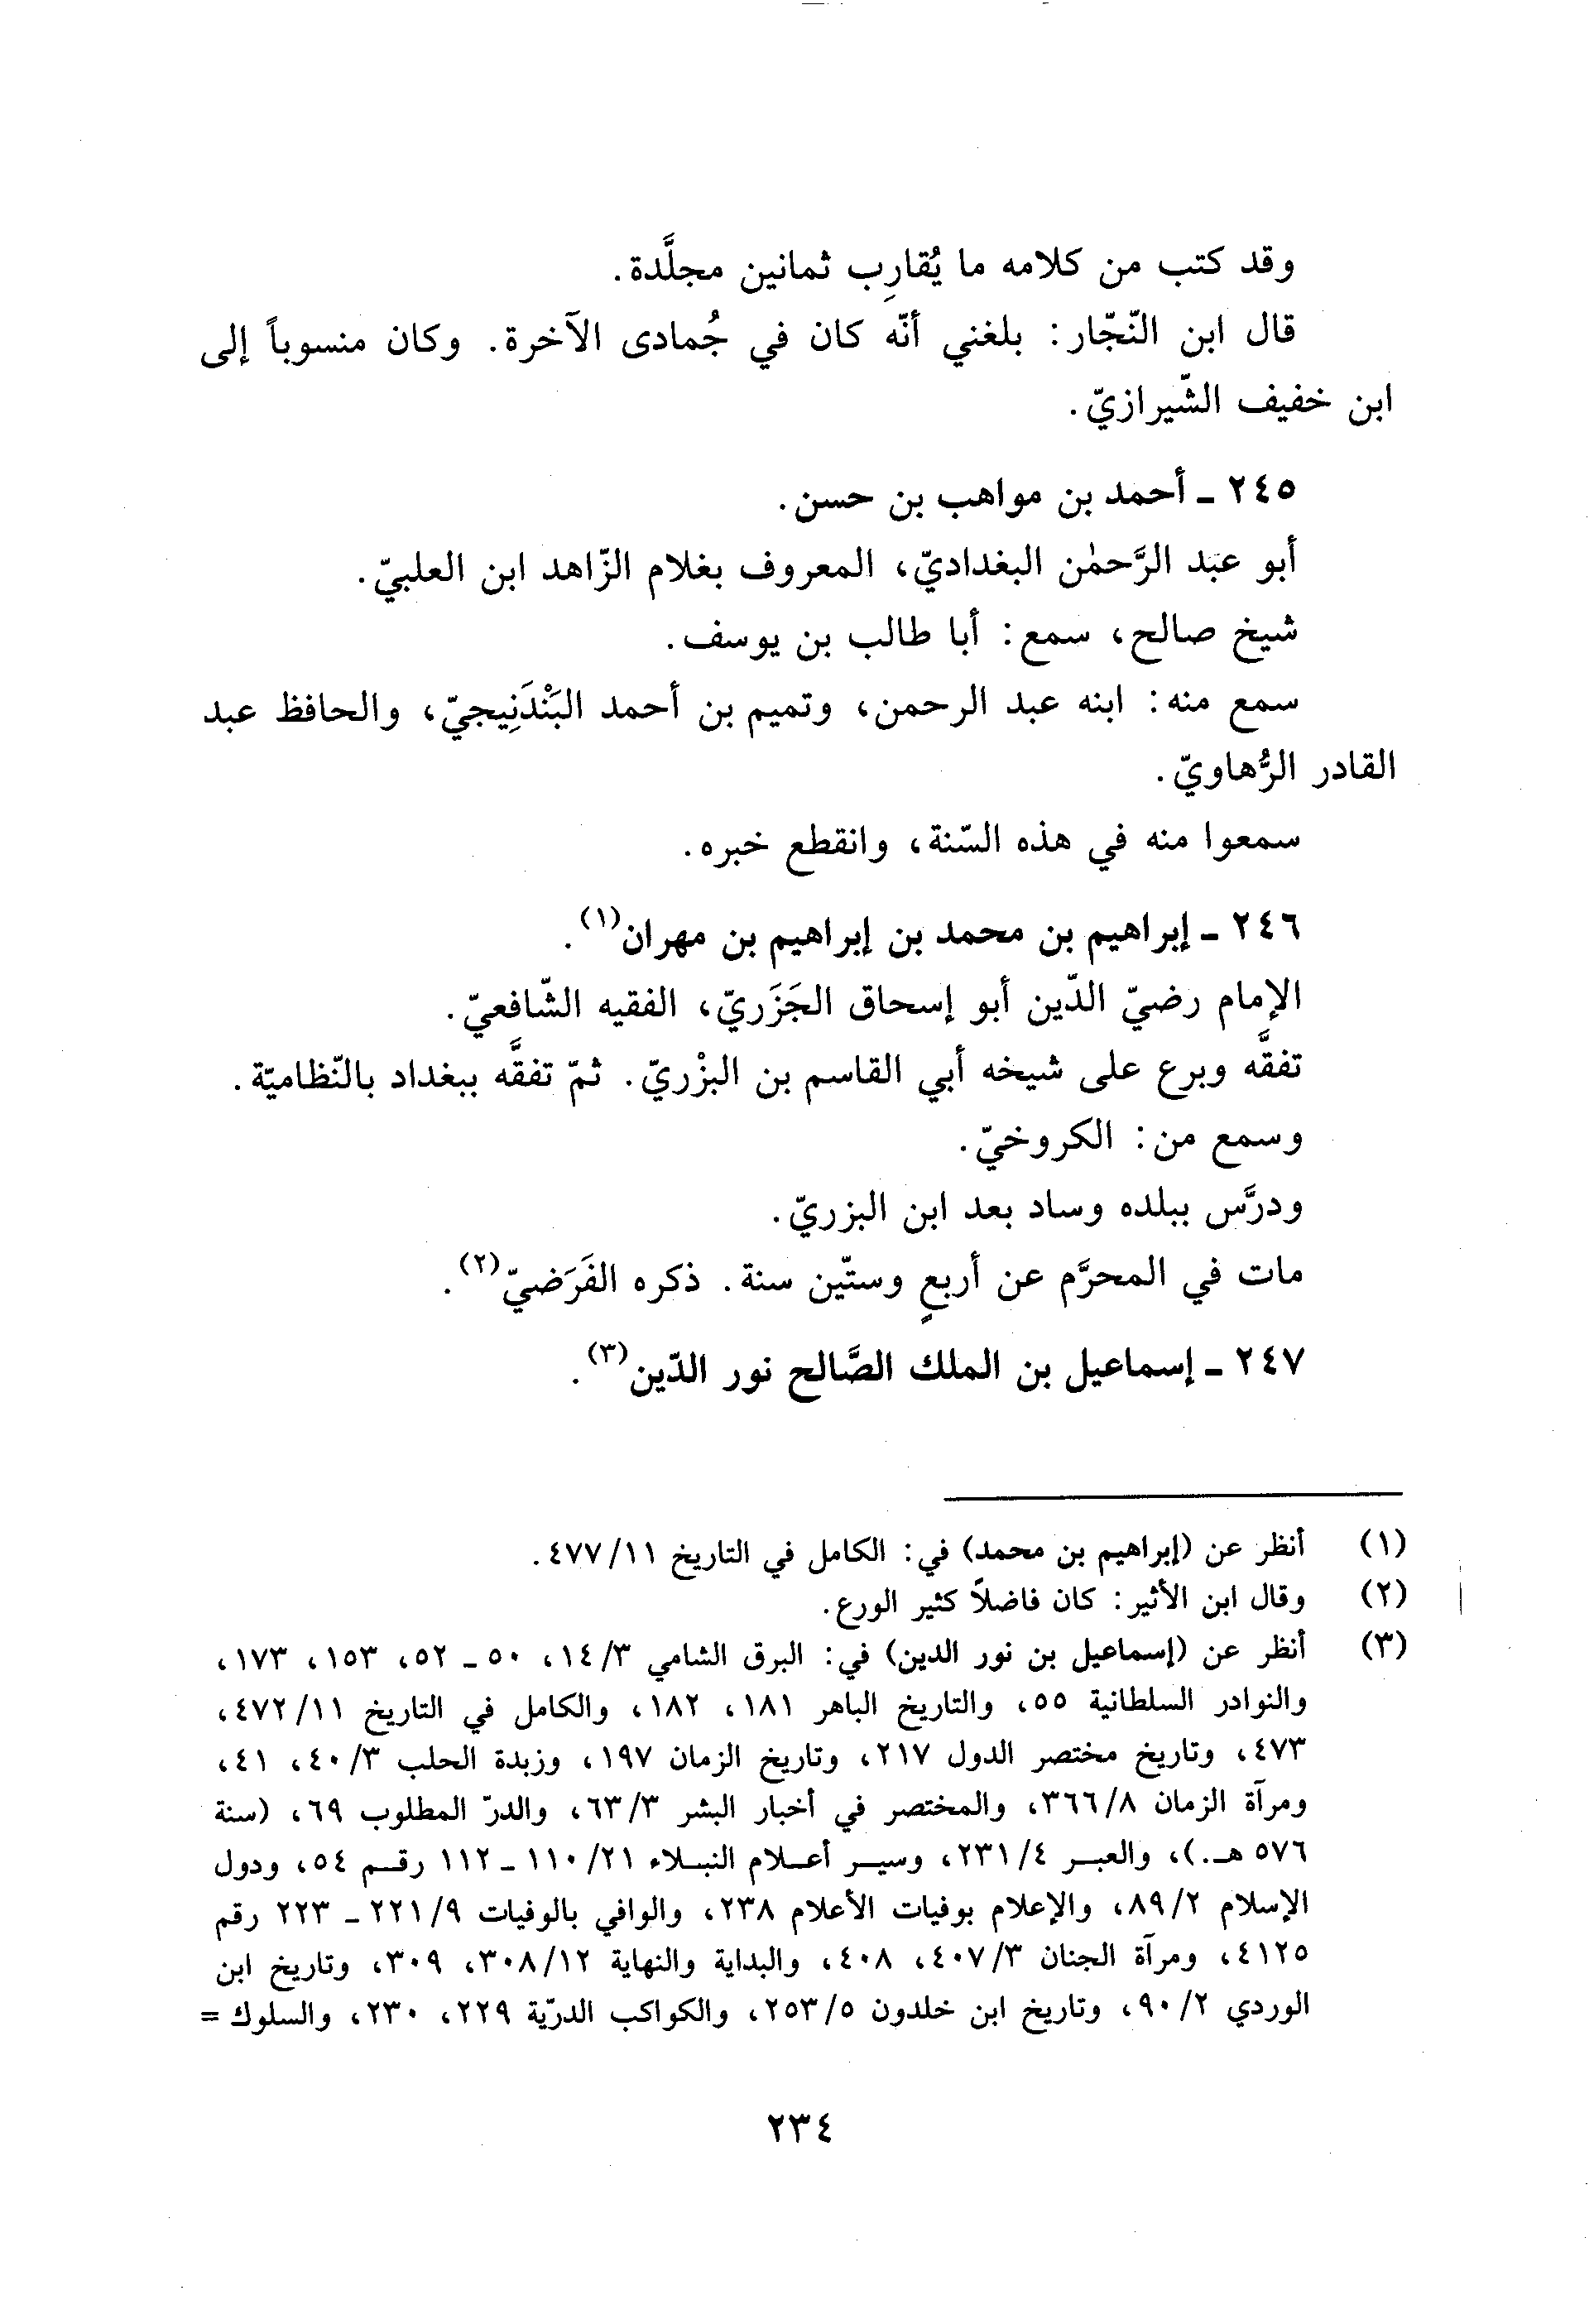 وقد كتب من كلامه ما يُقارِب ثمانين مجلَّدة.
قال ابن النّجّار: بلغني أنّه كان في جُمادى الآخرة. وكان منسوباً إلى
ابن خفيف الشّيرازيّ.
٢٤٥ ـ أحمد بن مواهب بن حسن.
أبو عبَد الرَّحمٰن البغداديّ، المعروف بغلام الزّاهد ابن العلبيّ.
شيخ صالح، سمع: أبا طالب بن يوسف.
سمع منه: ابنه عبد الرحمن، وتميم بن أحمد البَنْدَنِيجيّ، والحافظ عبد
القادر الرُّهاويّ.
سمعوا منه في هذه السّنة، وانقطع خبره.
٢٤٦ ـ إبراهيم بن محمد بن إبراهيم بن مهران(١).
الإمام رضيّ الدّين أبو إسحاق الجَزَريّ، الفقيه الشّافعيّ.
تفقَّه وبرع على شيخه أبي القاسم بن البزْريّ. ثمّ تفقَّه ببغداد بالنّظاميّة.
وسمع من: الكروخيّ.
ودرَّس ببلده وساد بعد ابن البزريّ.
مات في المحرَّم عن أربعٍ وستّين سنة. ذكره الفَرَضيّ(٢).
٢٤٧ ـ إسماعيل بن الملك الصَّالح نور الدّين(٣).
(١) أنظر عن (إبراهيم بن محمد) في: الكامل في التاريخ ٤٧٧/١١.
(٢) وقال ابن الأثير: كان فاضلاً كثير الورع.
(٣) أنظر عن (إسماعيل بن نور الدين) في: البرق الشامي ١٤/٣، ٥٠ ـ ٥٢، ١٥٣، ١٧٣،
والنوادر السلطانية ٥٥، والتاريخ الباهر ١٨١، ١٨٢، والكامل في التاريخ ٤٧٢/١١،
٤٧٣، وتاريخ مختصر الدول ٢١٧، وتاريخ الزمان ١٩٧، وزبدة الحلب ٤٠/٣، ٤١،
ومرآة الزمان ٣٦٦/٨، والمختصر في أخبار البشر ٦٣/٣، والدرّ المطلوب ٦٩، (سنة
٥٧٦ هـ.)، والعبر ٢٣١/٤، وسير أعلام النبلاء ١١٠/٢١ ـ ١١٢ رقم ٥٤، ودول
الإسلام ٨٩/٢، والإعلام بوفيات الأعلام ٢٣٨، والوافي بالوفيات ٢٢١/٩ ـ ٢٢٣ رقم
٤١٢٥، ومرآة الجنان ٤٠٧/٣، ٤٠٨، والبداية والنهاية ٣٠٨/١٢، ٣٠٩، وتاريخ ابن
الوردي ٩٠/٢، وتاريخ ابن خلدون ٢٥٣/٥، والكواكب الدرّية ٢٢٩، ٢٣٠، والسلوك =
٢٣٤